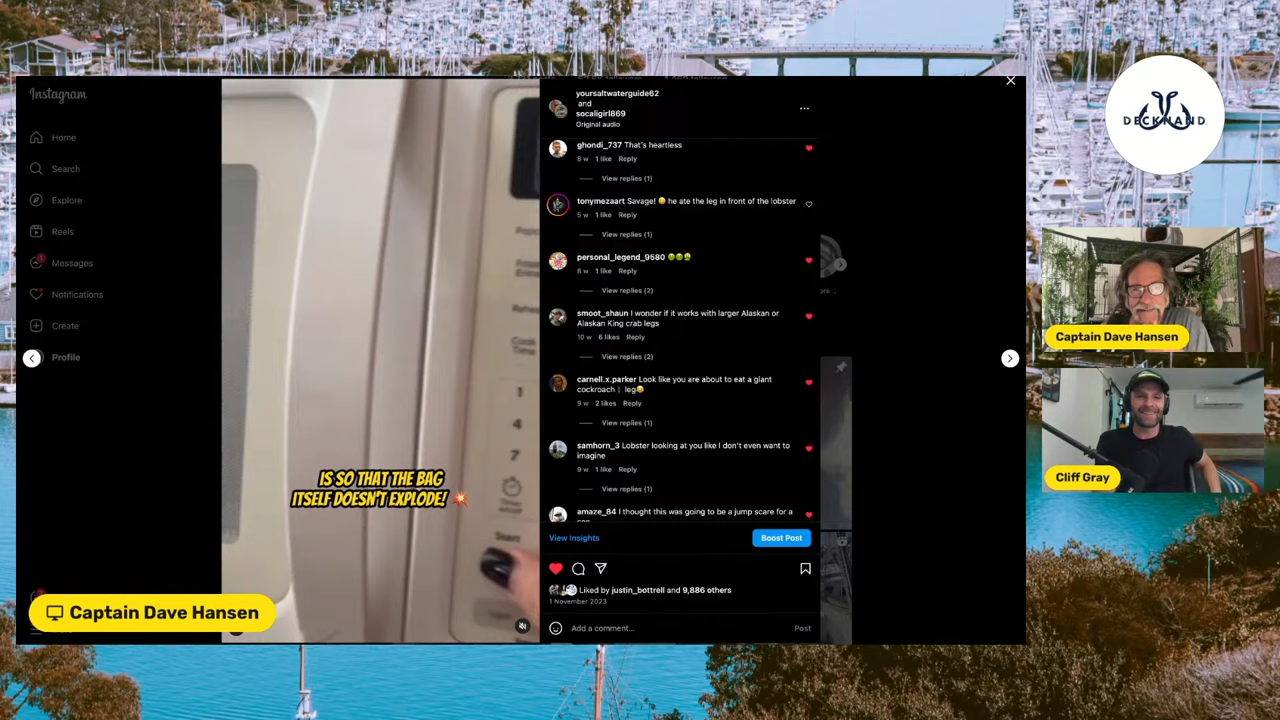 Instagram
Home
Search
Explore
Reels
Messages
Notifications
Create
Profile
IS SO THAT THE BAG
ITSELF DOESN'T EXPLODE!
1
4
7
Start
yoursaltwaterguide62
and
socaligirl869
Original audio
ghondi_737 That's heartless
8 w 1 like Reply
View replies (1)
tonymezaart Savage! 😄 he ate the leg in front of the lobster
5 w 1 like Reply
View replies (1)
personal_legend_9580 🤢🤢🤮
8 w 1 like Reply
View replies (2)
smoot_shaun I wonder if it works with larger Alaskan or
Alaskan King crab legs
10 w 6 likes Reply
View replies (2)
carnell.x.parker Look like you are about to eat a giant
cockroach leg😂
9 w 2 likes Reply
View replies (1)
samhorn_3 Lobster looking at you like I don't even want to
imagine
9 w 1 like Reply
View replies (1)
amaze_84 I thought this was going to be a jump scare for a
View Insights
Boost Post
Liked by justin_bottrell and 9,886 others
1 November 2023
Add a comment...
Post
Captain Dave Hansen
DECKHAND
Captain Dave Hansen
Cliff Gray